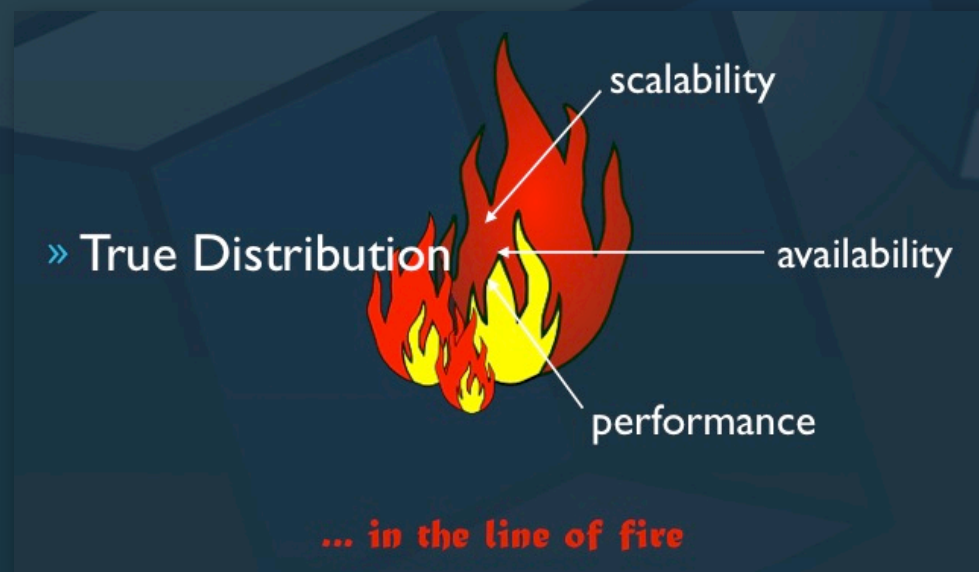 scalability
» True Distribution
availability
performance
... in the line of fire